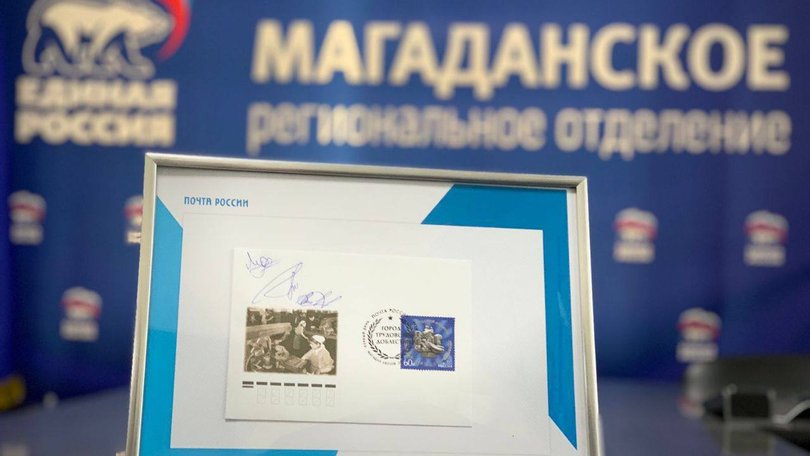 ЕДИНАЯ
РОССИЯ
МАГАДАНСКОЕ
региональное отделение
ПОЧТА РОССИИ
ПОЧТА РОССИИ
ГОРОДА
ТРУДОВОЙ
ДОБЛЕСТИ
60